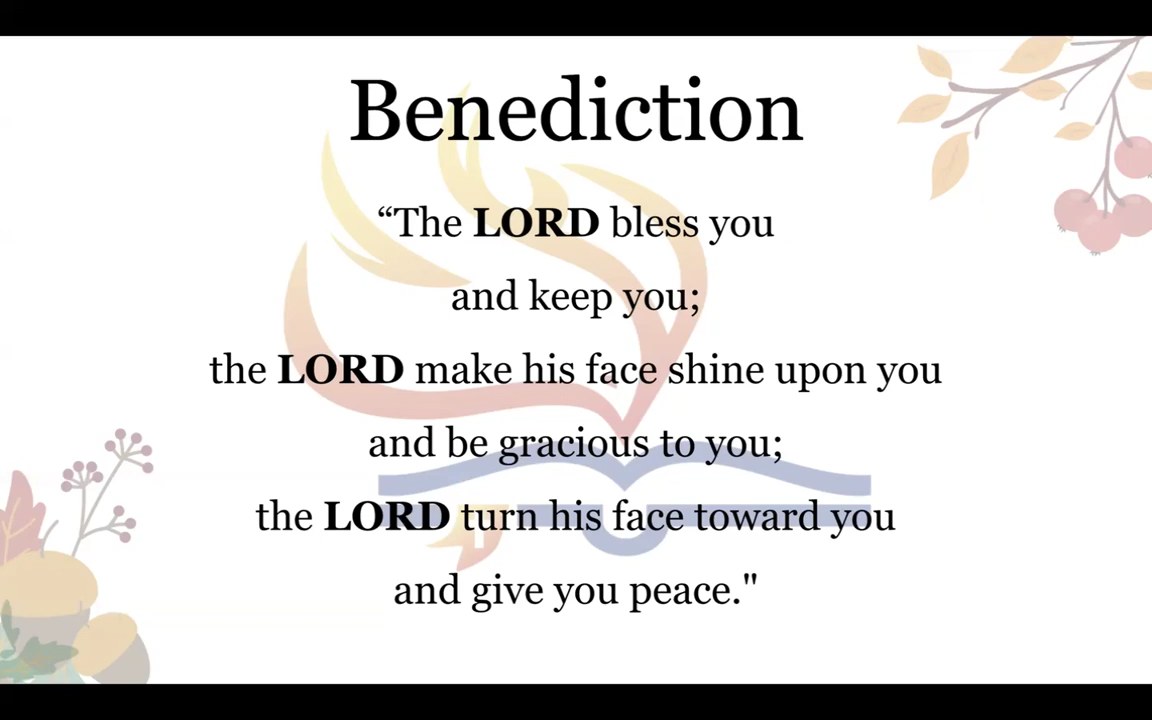 Benediction
“The LORD bless you
and keep you;
the LORD make his face shine upon you
and be gracious to you;
the LORD turn his face toward you
and give you peace."